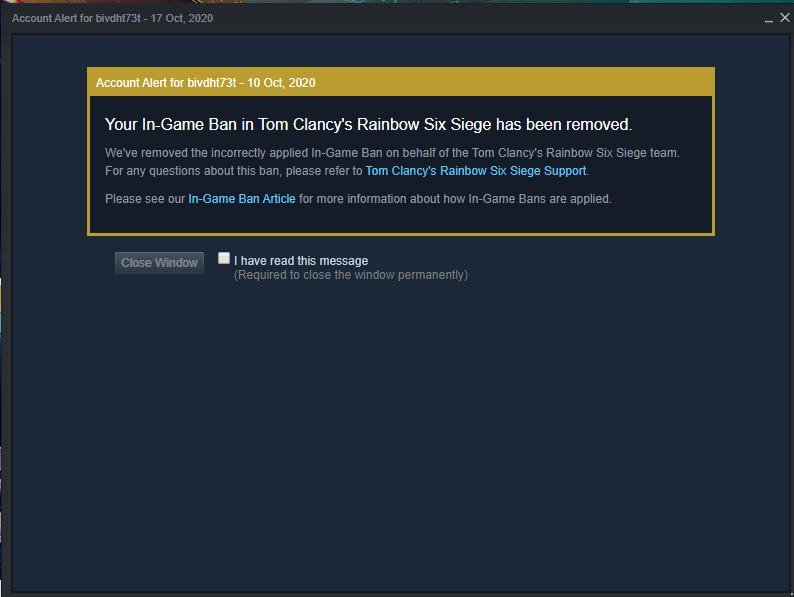 Account Alert for bivdht73t - 17 Oct, 2020
Account Alert for bivdht73t - 10 Oct, 2020
Your In-Game Ban in Tom Clancy's Rainbow Six Siege has been removed.
We've removed the incorrectly applied In-Game Ban on behalf of the Tom Clancy's Rainbow Six Siege team.
For any questions about this ban, please refer to Tom Clancy's Rainbow Six Siege Support.
Please see our In-Game Ban Article for more information about how In-Game Bans are applied.
Close Window
I have read this message
(Required to close the window permanently)